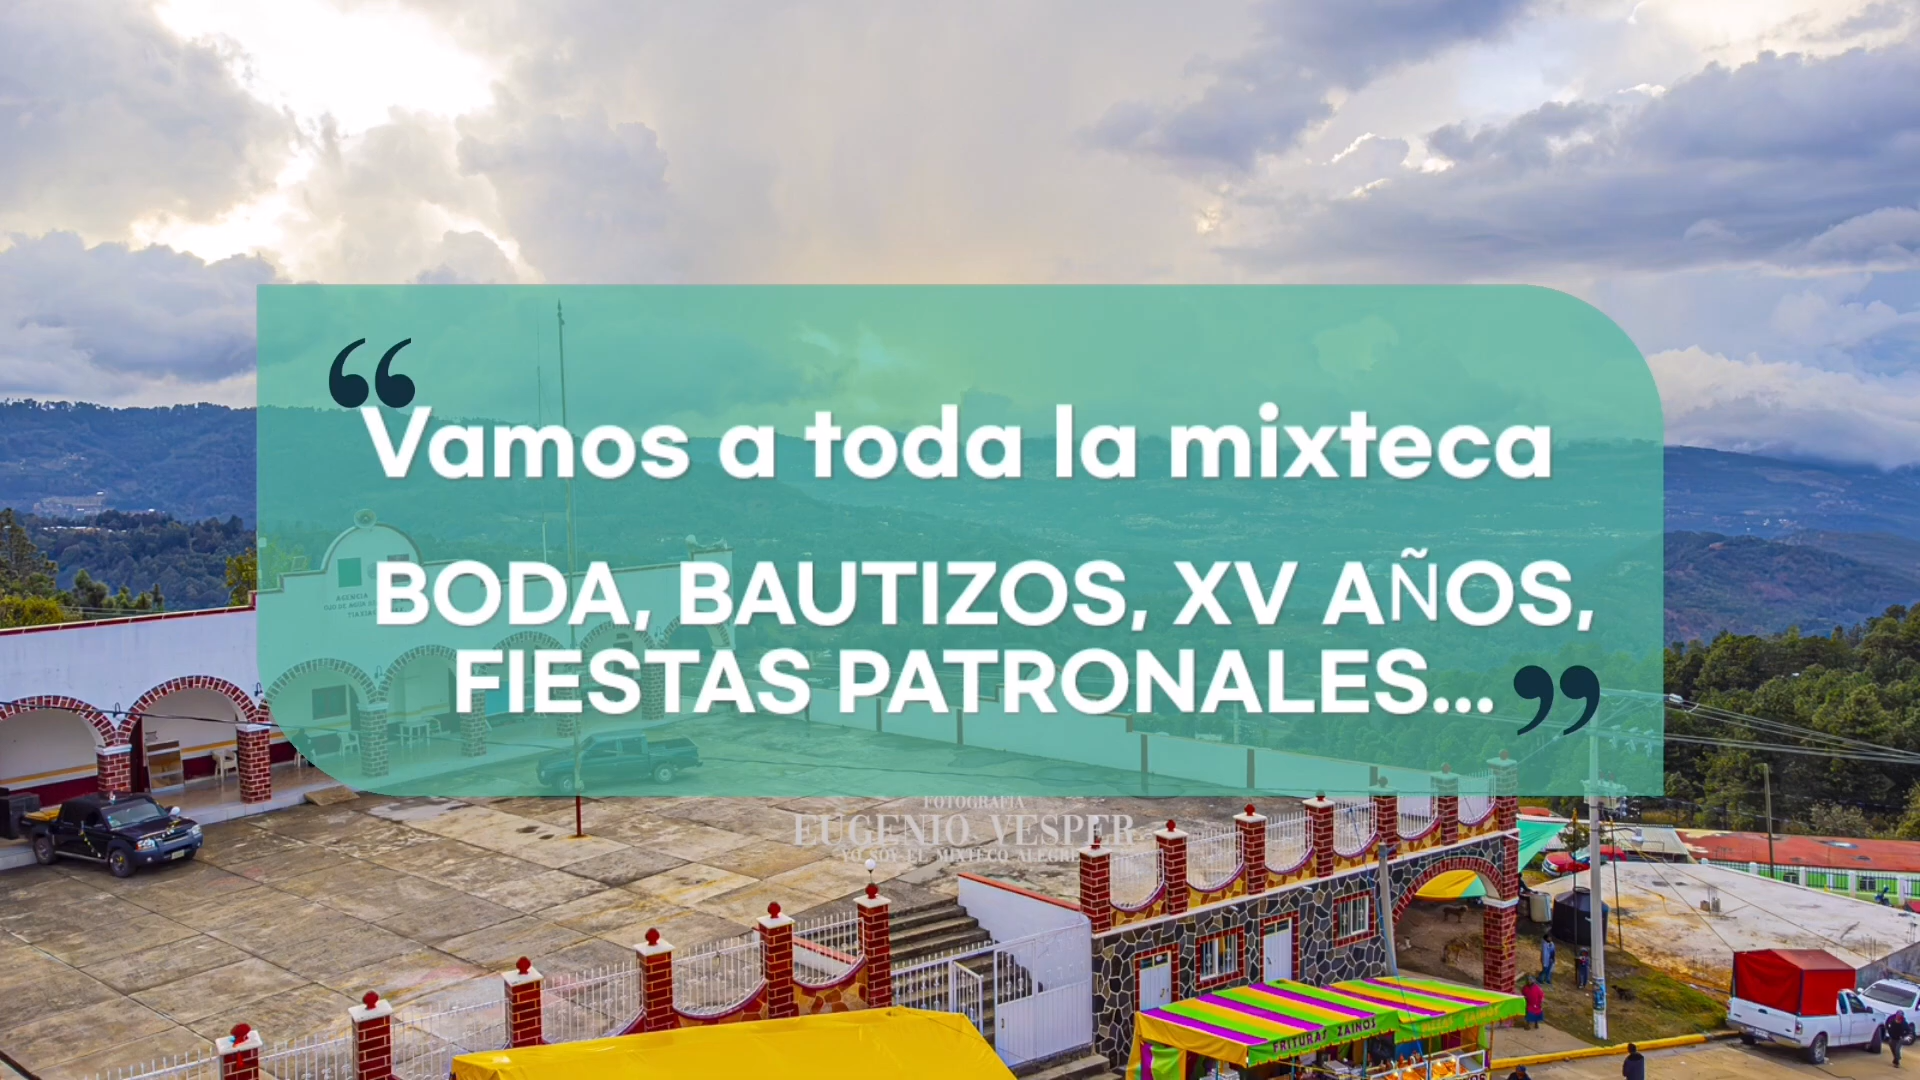 “
Vamos a toda la mixteca
BODA, BAUTIZOS, XV AÑOS,
FIESTAS PATRONALES...
”
AGENCIA
FOTOGRAFIA
EUGENIO VESPER
YO SOY EL MIXTECO ALEGRE
FRITURAS ZAINOS